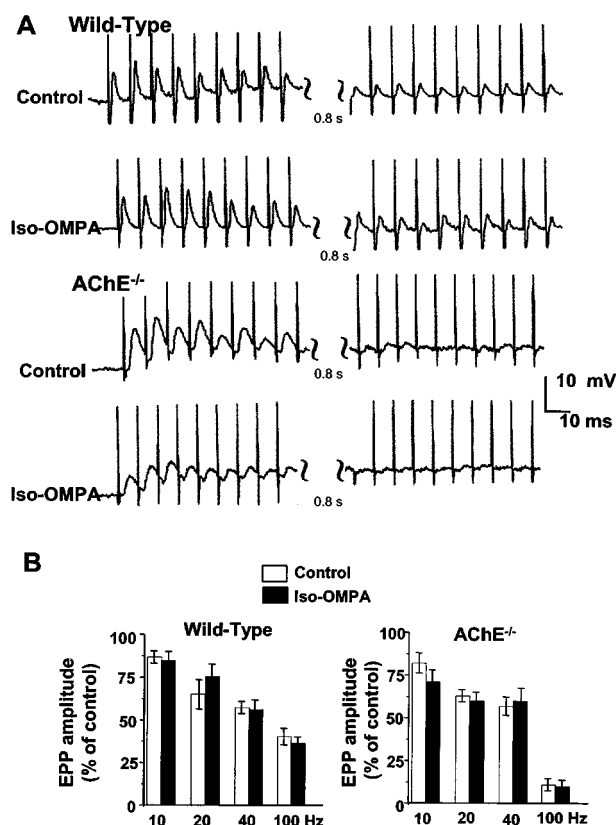 A
Wild-Type
Control
0.8 s
Iso-OMPA
0.8 s
AChE-/-
Control
0.8 s
10 mV
10 ms
Iso-OMPA
0.8 s
B
Control
Iso-OMPA
Wild-Type
EPP amplitude
(% of control)
100
75
50
25
0
10 20 40 100 Hz
AChE-/-
EPP amplitude
(% of control)
100
75
50
25
0
10 20 40 100 Hz